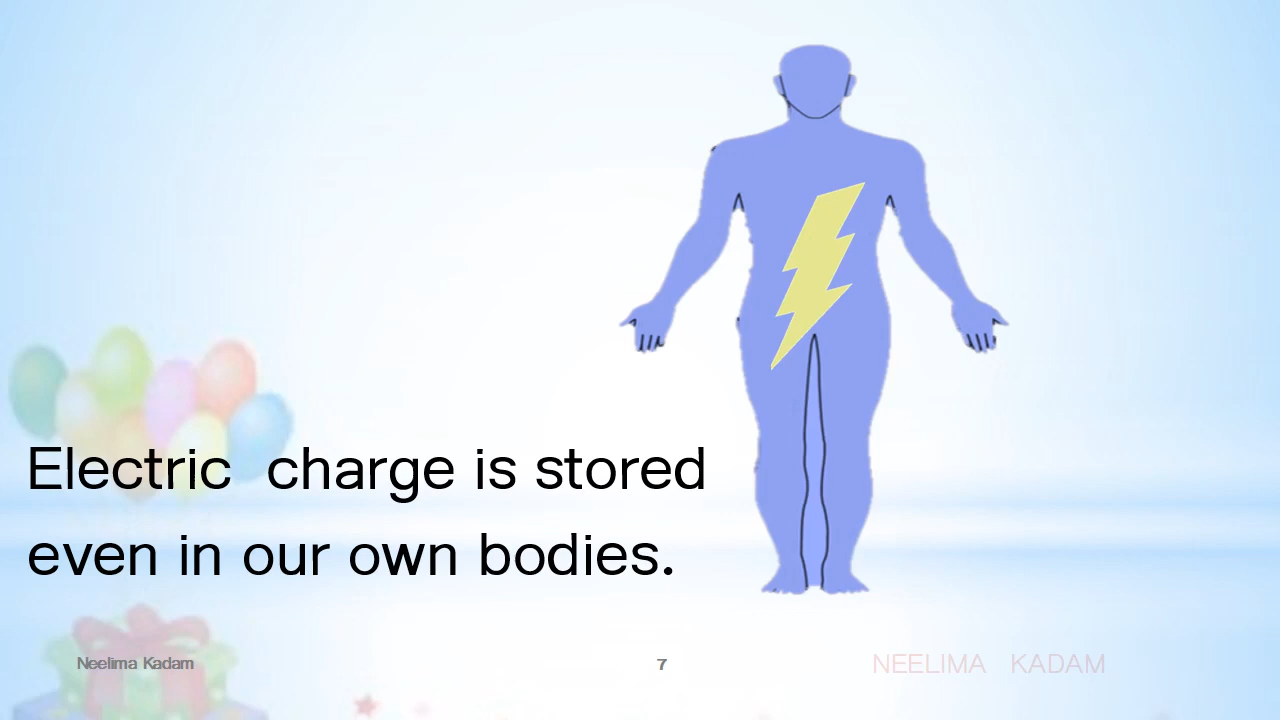 Electric  charge is stored
even in our own bodies.
Neelima Kadam
7
NEELIMA   KADAM